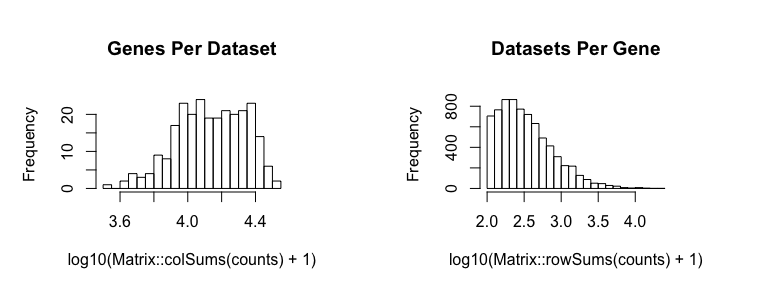 Genes Per Dataset
Frequency
0
10
20
3.6
4.0
4.4
log10(Matrix::colSums(counts) + 1)
Datasets Per Gene
Frequency
0
400
800
2.0
2.5
3.0
3.5
4.0
log10(Matrix::rowSums(counts) + 1)